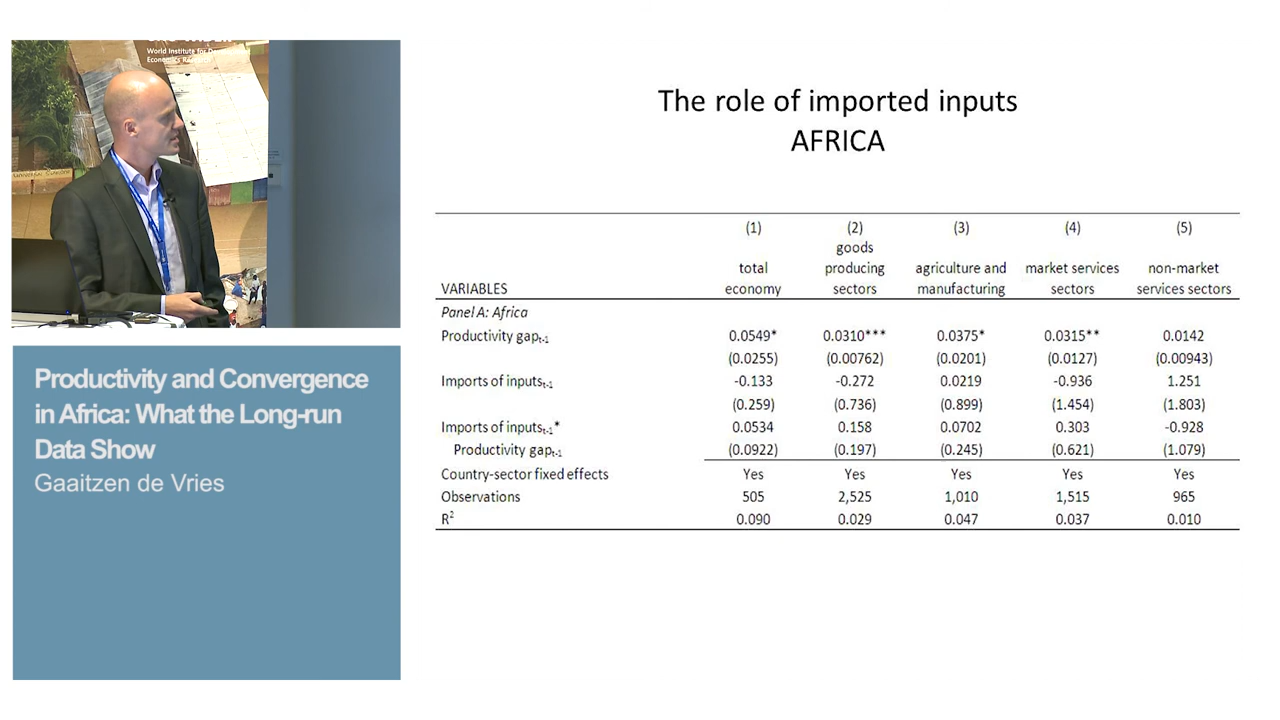 World Institute for
Economics Research
Productivity and Convergence
in Africa: What the Long-run
Data Show
Gaaitzen de Vries
The role of imported inputs
AFRICA
(1) (2) (3) (4) (5)
goods
total producing agriculture and market services non-market
VARIABLES economy sectors manufacturing sectors services sectors
Panel A: Africa
Productivity gapt-1 0.0549* 0.0310*** 0.0375* 0.0315** 0.0142
(0.0255) (0.00762) (0.0201) (0.0127) (0.00943)
Imports of inputst-1 -0.133 -0.272 0.0219 -0.936 1.251
(0.259) (0.736) (0.899) (1.454) (1.803)
Imports of inputst-1* 0.0534 0.158 0.0702 0.303 -0.928
Productivity gapt-1 (0.0922) (0.197) (0.245) (0.621) (1.079)
Country-sector fixed effects Yes Yes Yes Yes Yes
Observations 505 2,525 1,010 1,515 965
R2 0.090 0.029 0.047 0.037 0.010